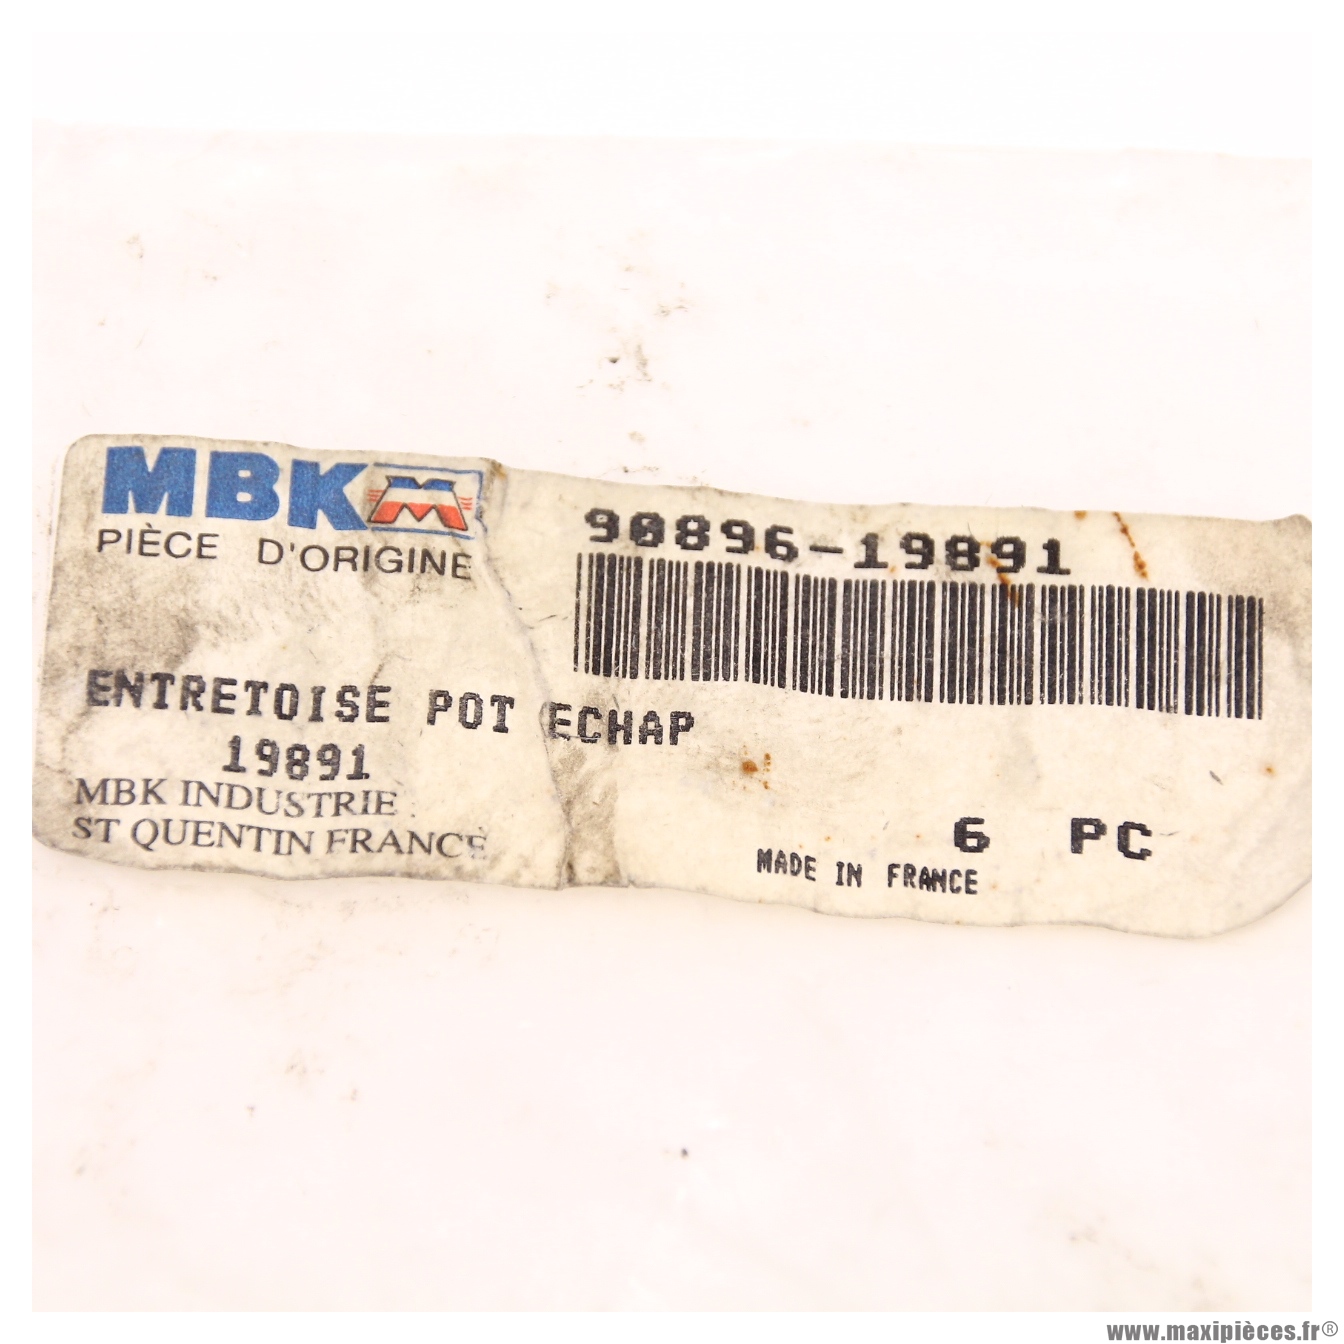 MBK
PIÈCE D'ORIGINE
90896-19891
ENTRETOISE POT ECHAP
19891
MBK INDUSTRIE
ST QUENTIN FRANCE
6 PC
MADE IN FRANCE
www.maxipièces.fr®